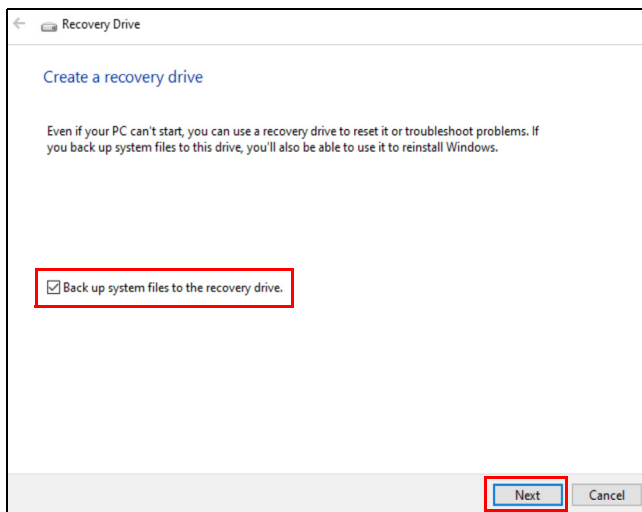 Recovery Drive
Create a recovery drive
Even if your PC can't start, you can use a recovery drive to reset it or troubleshoot problems. If
you back up system files to this drive, you'll also be able to use it to reinstall Windows.
Back up system files to the recovery drive.
Next
Cancel